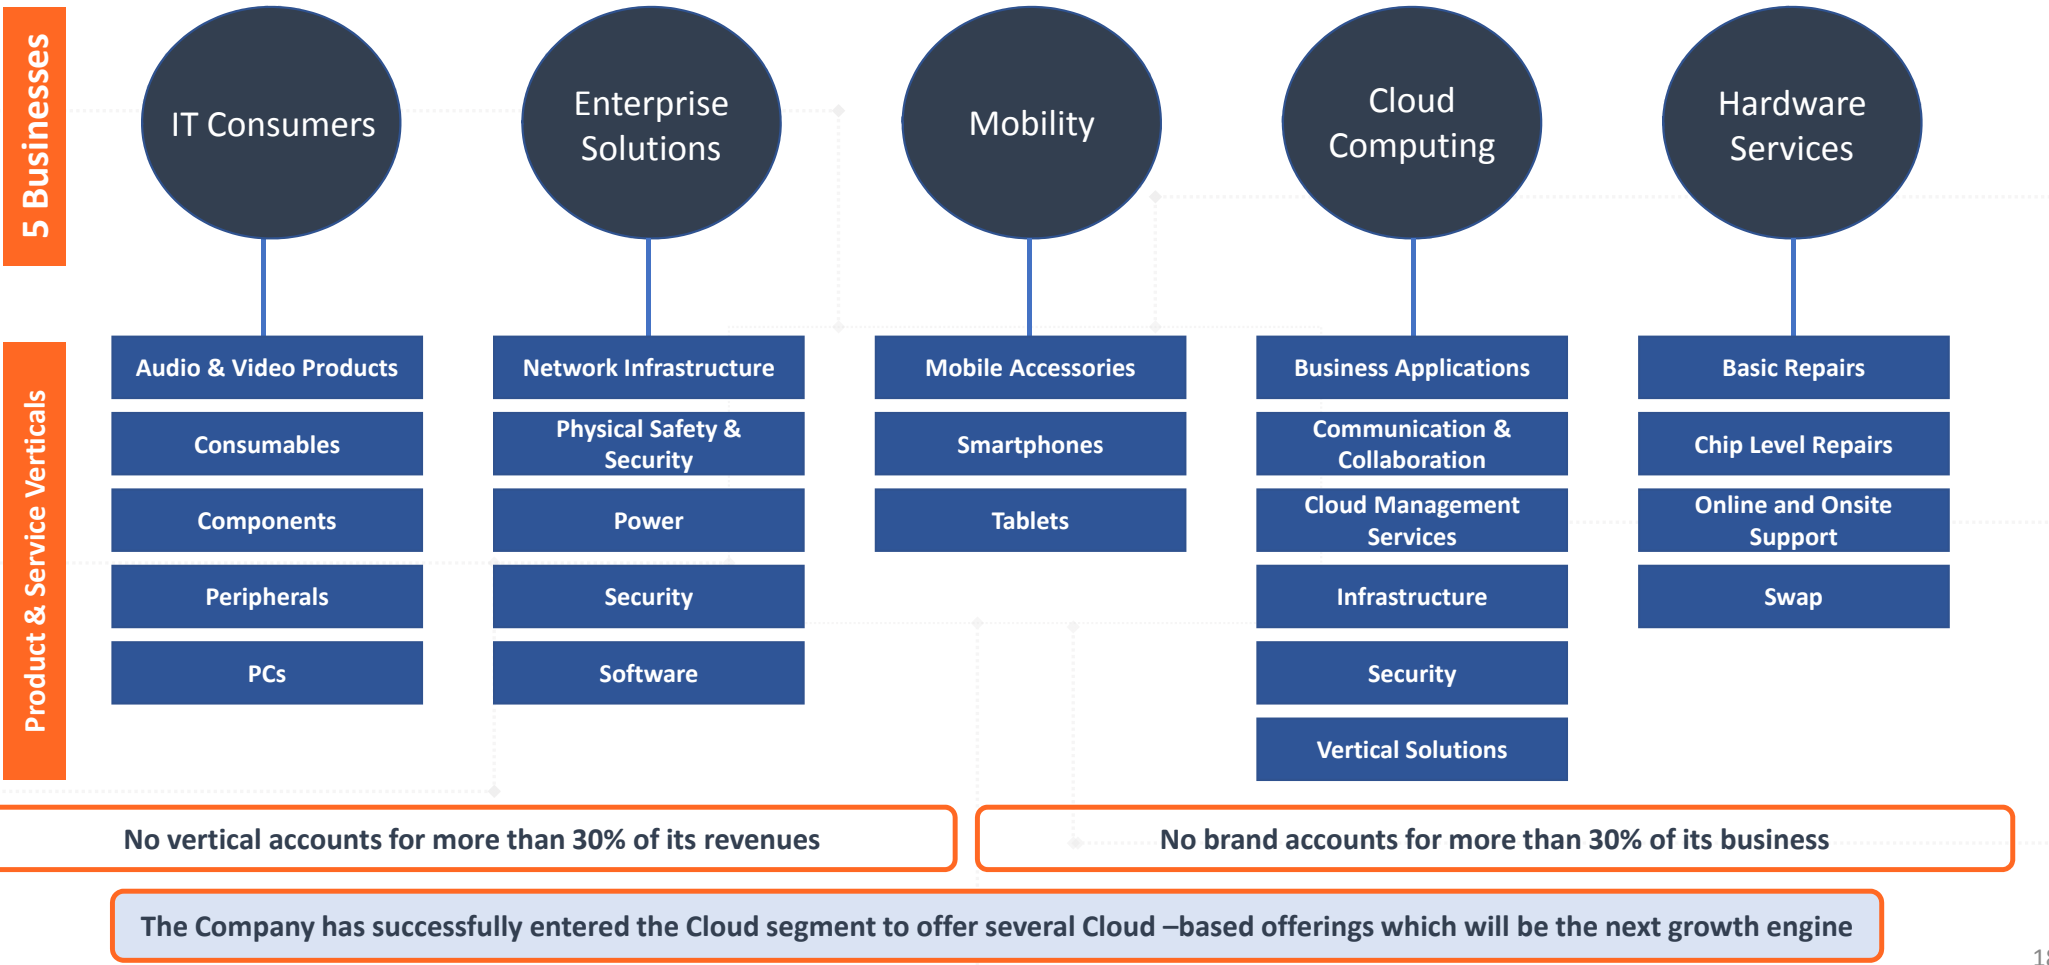 5 Businesses
IT Consumers
Enterprise
Solutions
Mobility
Cloud
Computing
Hardware
Services
Product & Service Verticals
Audio & Video Products
Consumables
Components
Peripherals
PCs
Network Infrastructure
Physical Safety &
Security
Power
Security
Software
Mobile Accessories
Smartphones
Tablets
Business Applications
Communication &
Collaboration
Cloud Management
Services
Infrastructure
Security
Vertical Solutions
Basic Repairs
Chip Level Repairs
Online and Onsite
Support
Swap
No vertical accounts for more than 30% of its revenues
No brand accounts for more than 30% of its business
The Company has successfully entered the Cloud segment to offer several Cloud –based offerings which will be the next growth engine